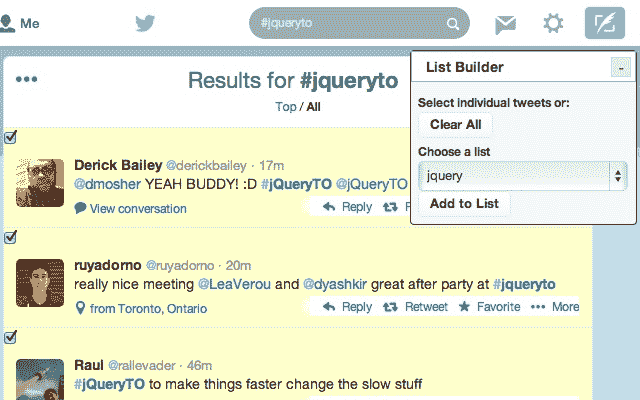 Me
#jqueryto
List Builder
-
Results for #jqueryto
Top / All
Select individual tweets or:
Clear All
Choose a list
jquery
Add to List
Derick Bailey @derickbailey · 17m
@dmosher YEAH BUDDY! :D #jQueryTO @jQueryTO
View conversation
Reply
ruyadorno @ruyadorno · 20m
really nice meeting @LeaVerou and @dyashkir great after party at #jqueryto
from Toronto, Ontario
Reply Retweet Favorite ••• More
Raul @rallevader · 46m
#jQueryTO to make things faster change the slow stuff